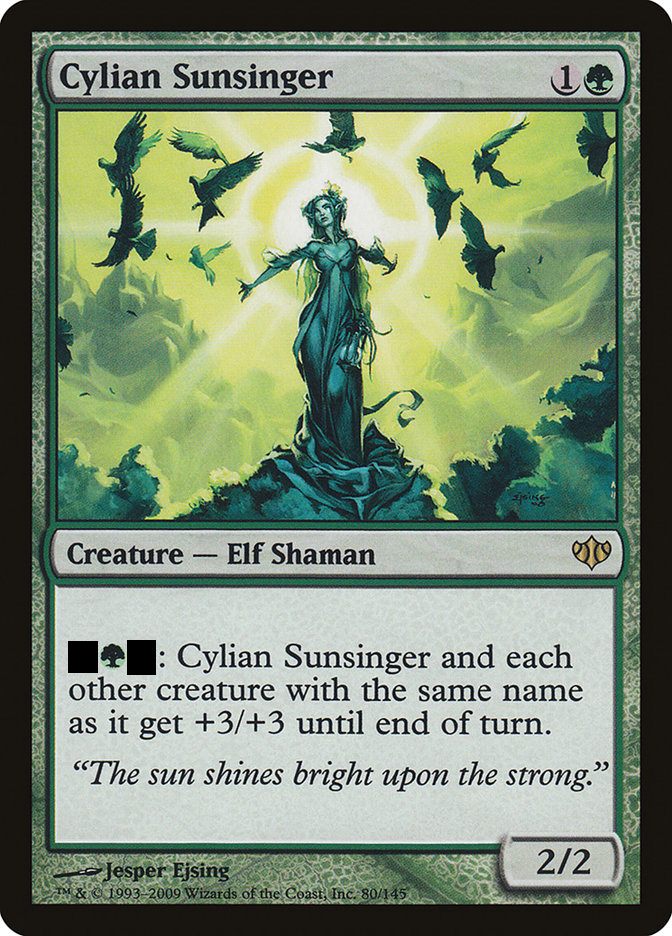 Cylian Sunsinger 1
EJSING
Creature — Elf Shaman
: Cylian Sunsinger and each
other creature with the same name
as it get +3/+3 until end of turn.
“The sun shines bright upon the strong.”
2/2
Jesper Ejsing
™ & © 1993–2009 Wizards of the Coast, Inc. 80/145